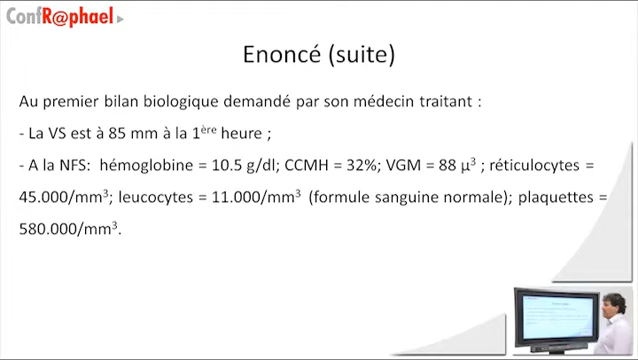 ConfR@phael
Enoncé (suite)
Au premier bilan biologique demandé par son médecin traitant :
- La VS est à 85 mm à la 1ère heure ;
- A la NFS: hémoglobine = 10.5 g/dl; CCMH = 32%; VGM = 88 µ³ ; réticulocytes =
45.000/mm³; leucocytes = 11.000/mm³ (formule sanguine normale); plaquettes =
580.000/mm³.